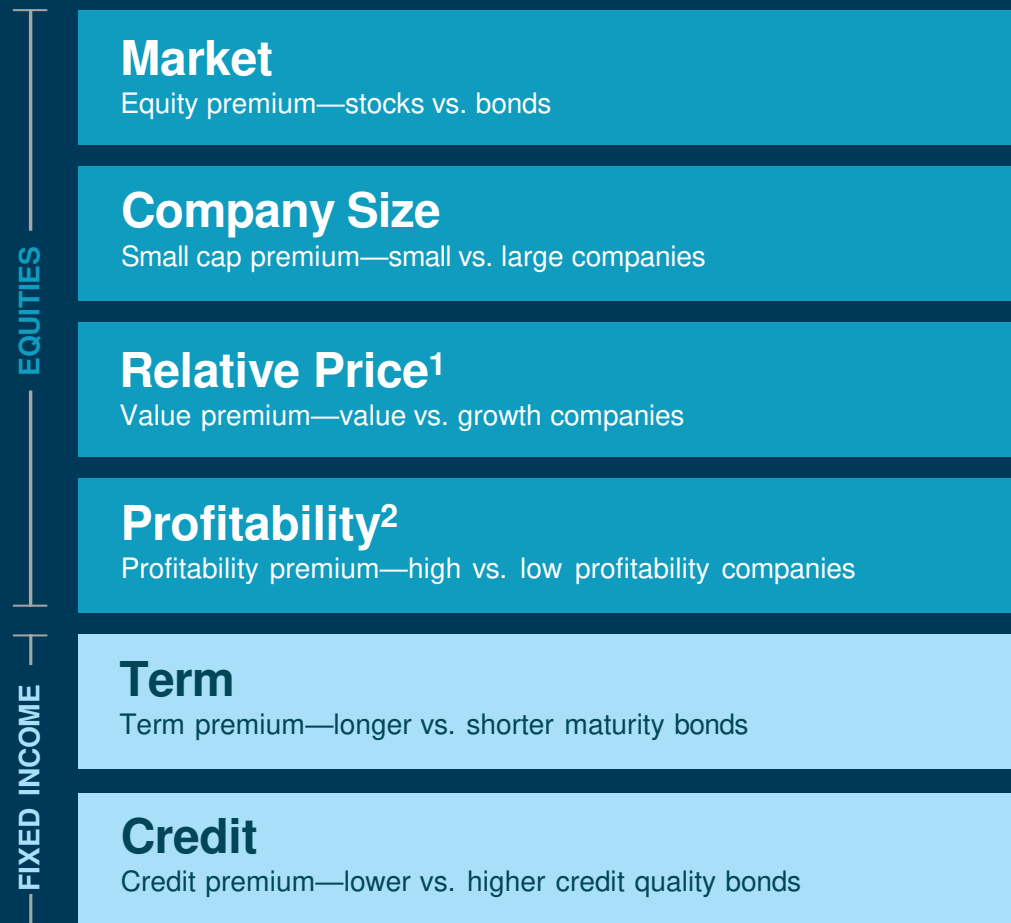 EQUITIES
Market
Equity premium—stocks vs. bonds
Company Size
Small cap premium—small vs. large companies
Relative Price¹
Value premium—value vs. growth companies
Profitability²
Profitability premium—high vs. low profitability companies
FIXED INCOME
Term
Term premium—longer vs. shorter maturity bonds
Credit
Credit premium—lower vs. higher credit quality bonds